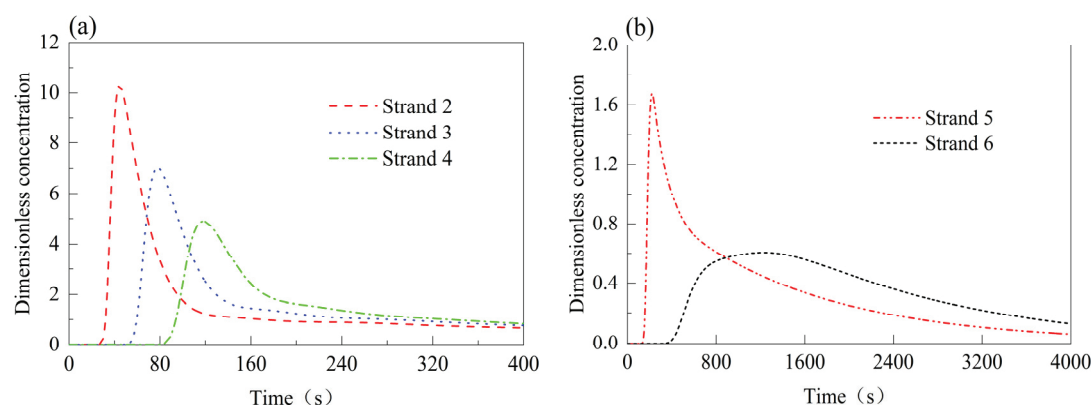 (a)
Dimensionless concentration
12
10
8
6
4
2
0
0 80 160 240 320 400
Time（s）
Strand 2
Strand 3
Strand 4
(b)
Dimensionless concentration
2.0
1.6
1.2
0.8
0.4
0.0
0 800 1600 2400 3200 4000
Time（s）
Strand 5
Strand 6